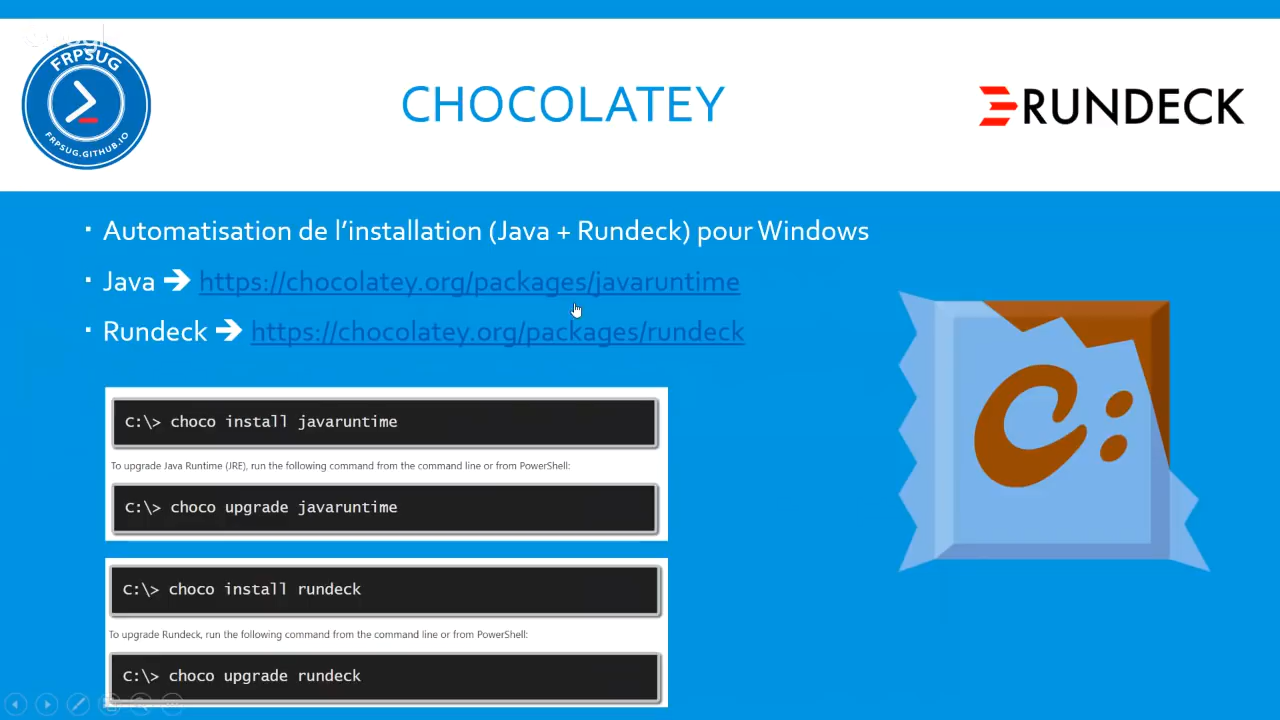 FRPSUG
FRPSUG.GITHUB.IO
CHOCOLATEY
RUNDECK
▪ Automatisation de l’installation (Java + Rundeck) pour Windows
▪ Java ➔ https://chocolatey.org/packages/javaruntime
▪ Rundeck ➔ https://chocolatey.org/packages/rundeck
C:\> choco install javaruntime
To upgrade Java Runtime (JRE), run the following command from the command line or from PowerShell:
C:\> choco upgrade javaruntime
C:\> choco install rundeck
To upgrade Rundeck, run the following command from the command line or from PowerShell:
C:\> choco upgrade rundeck
C: